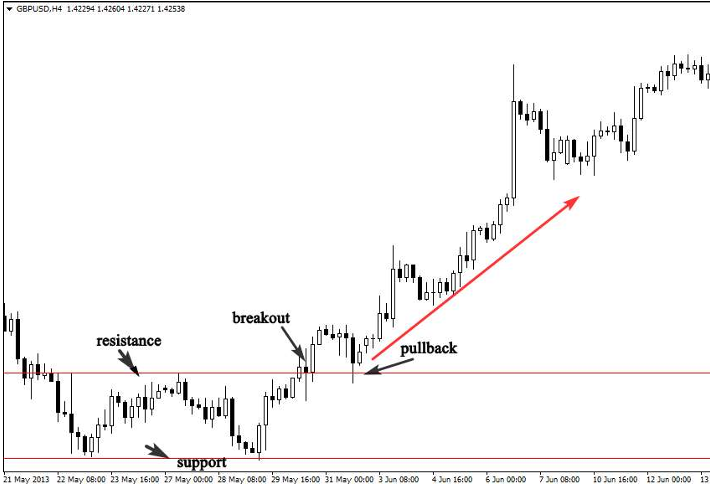 GBPUSD,H4 1.42294 1.42604 1.42271 1.42538
breakout
resistance
pullback
support
21 May 2013 22 May 08:00 23 May 16:00 27 May 00:00 28 May 08:00 29 May 16:00 31 May 00:00 3 Jun 08:00 4 Jun 16:00 6 Jun 00:00 7 Jun 08:00 10 Jun 16:00 12 Jun 00:00 13